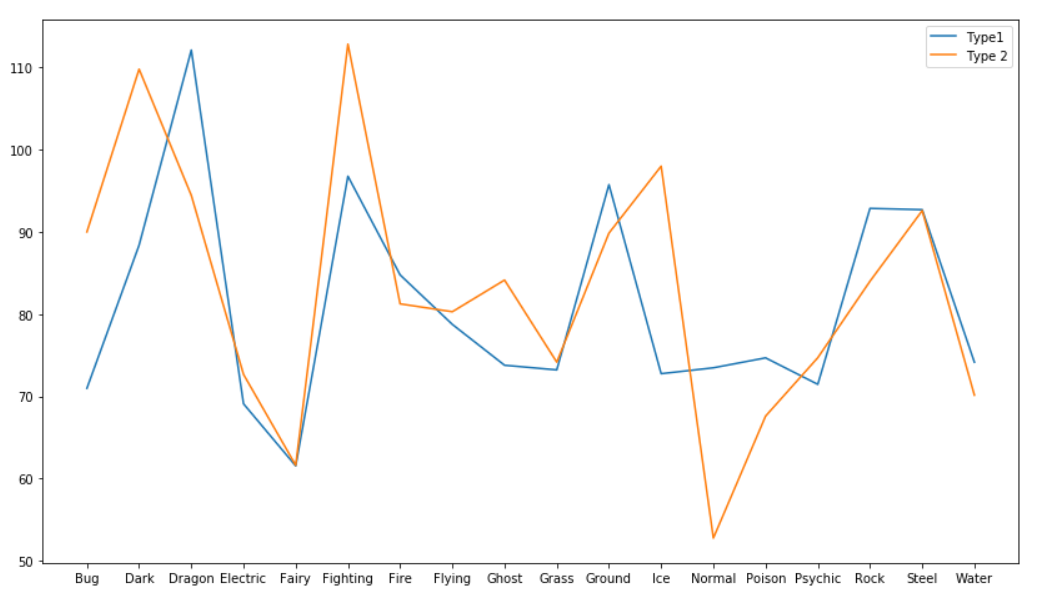 Type1
Type 2
110
100
90
80
70
60
50
Bug Dark Dragon Electric Fairy Fighting Fire Flying Ghost Grass Ground Ice Normal Poison Psychic Rock Steel Water